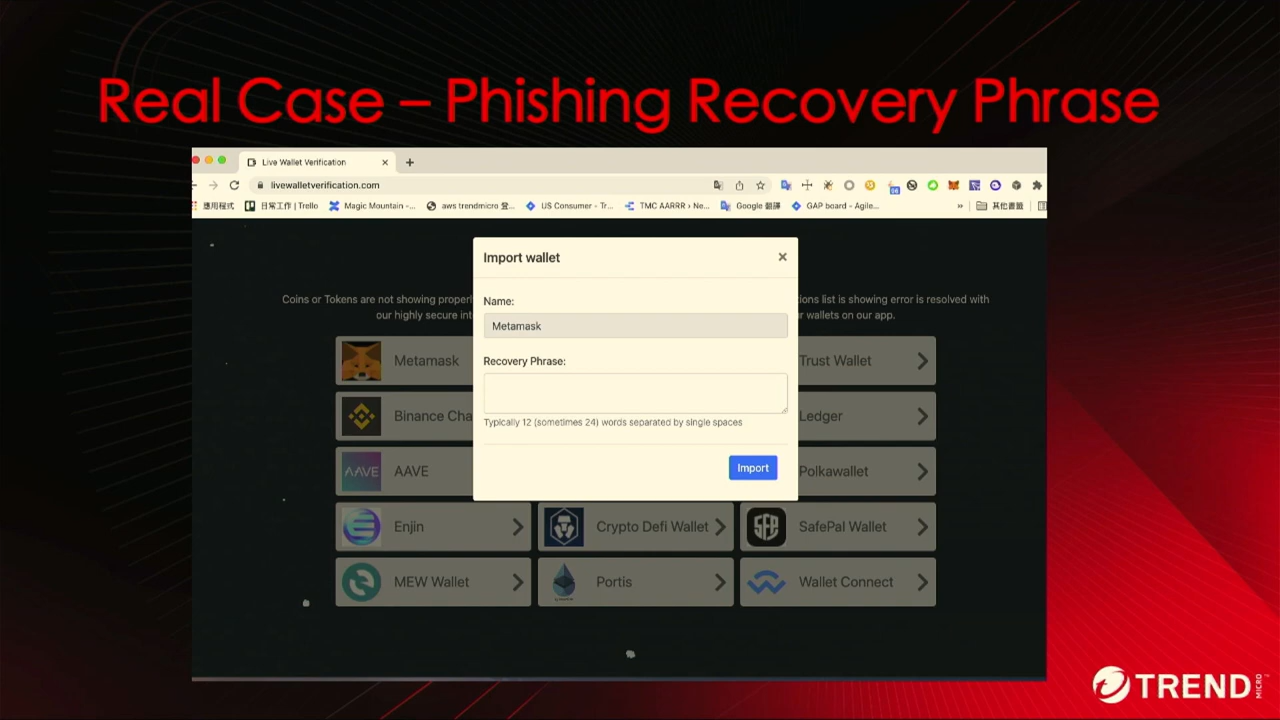 Real Case – Phishing Recovery Phrase
Live Wallet Verification
livewalletverification.com
應用程式
日常工作 | Trello
Magic Mountain -...
aws trendmicro 登...
US Consumer - Tr...
TMC AARRR › Ne...
Google 翻譯
GAP board - Agile...
»
其他書籤
Import wallet
Name:
Metamask
Recovery Phrase:
Typically 12 (sometimes 24) words separated by single spaces
Import
Coins or Tokens are not showing properl
ions list is showing error is resolved with
our highly secure int
r wallets on our app.
Metamask
Trust Wallet
Binance Cha
Ledger
AAVE
AAVE
Polkawallet
Enjin
Crypto Defi Wallet
SFP
SafePal Wallet
MEW Wallet
Portis
Wallet Connect
TREND
MICRO